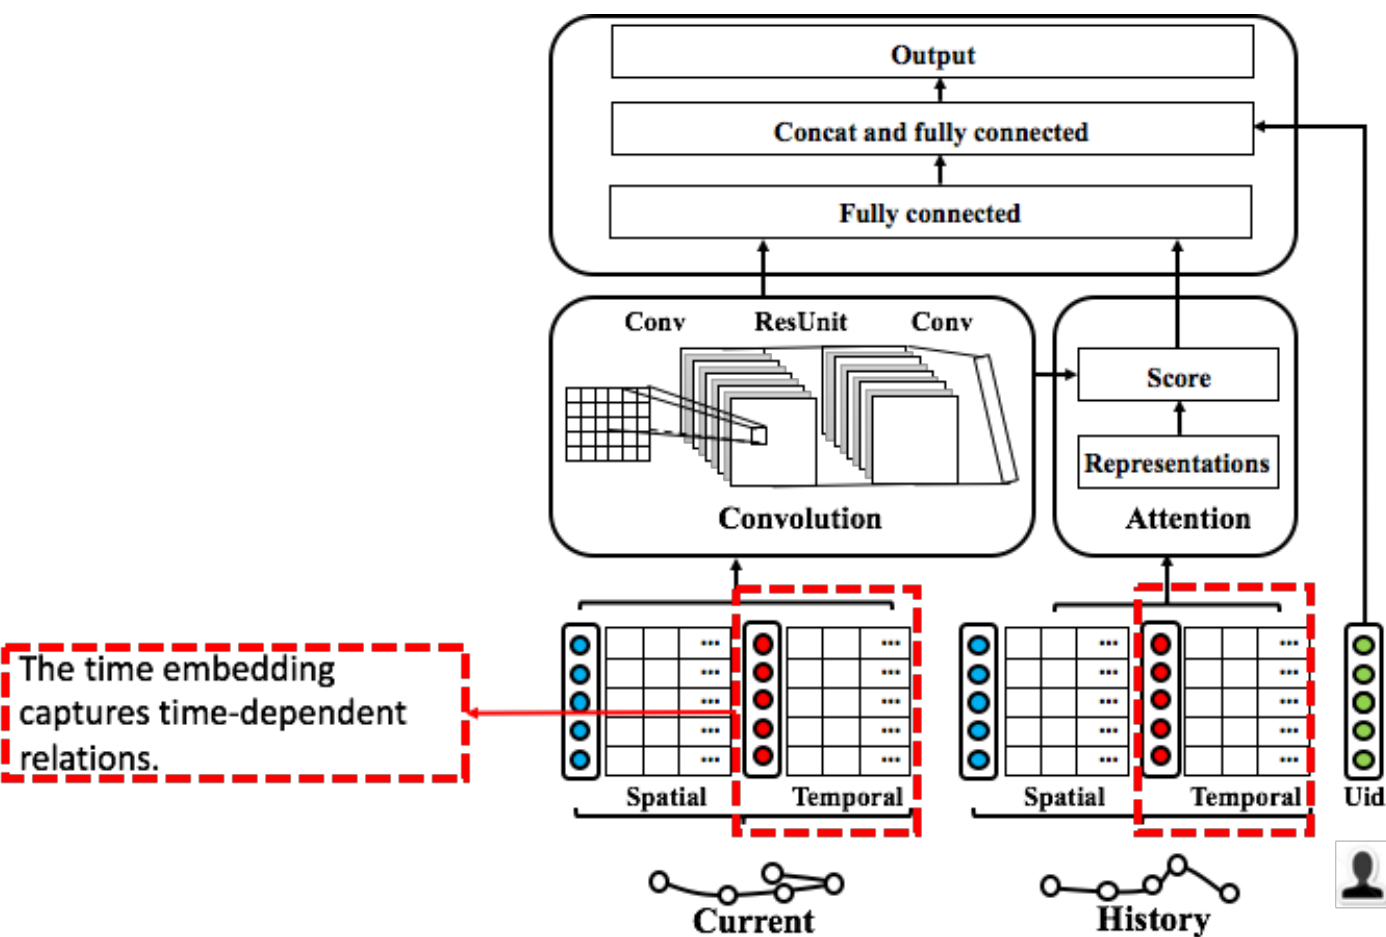 Output
Concat and fully connected
Fully connected
Conv ResUnit Conv
Score
Representations
Convolution
Attention
The time embedding
captures time-dependent
relations.
... ...
... ...
... ...
... ...
... ...
... ...
... ...
... ...
... ...
... ...
Spatial Temporal
Spatial Temporal
Uid
Current
History